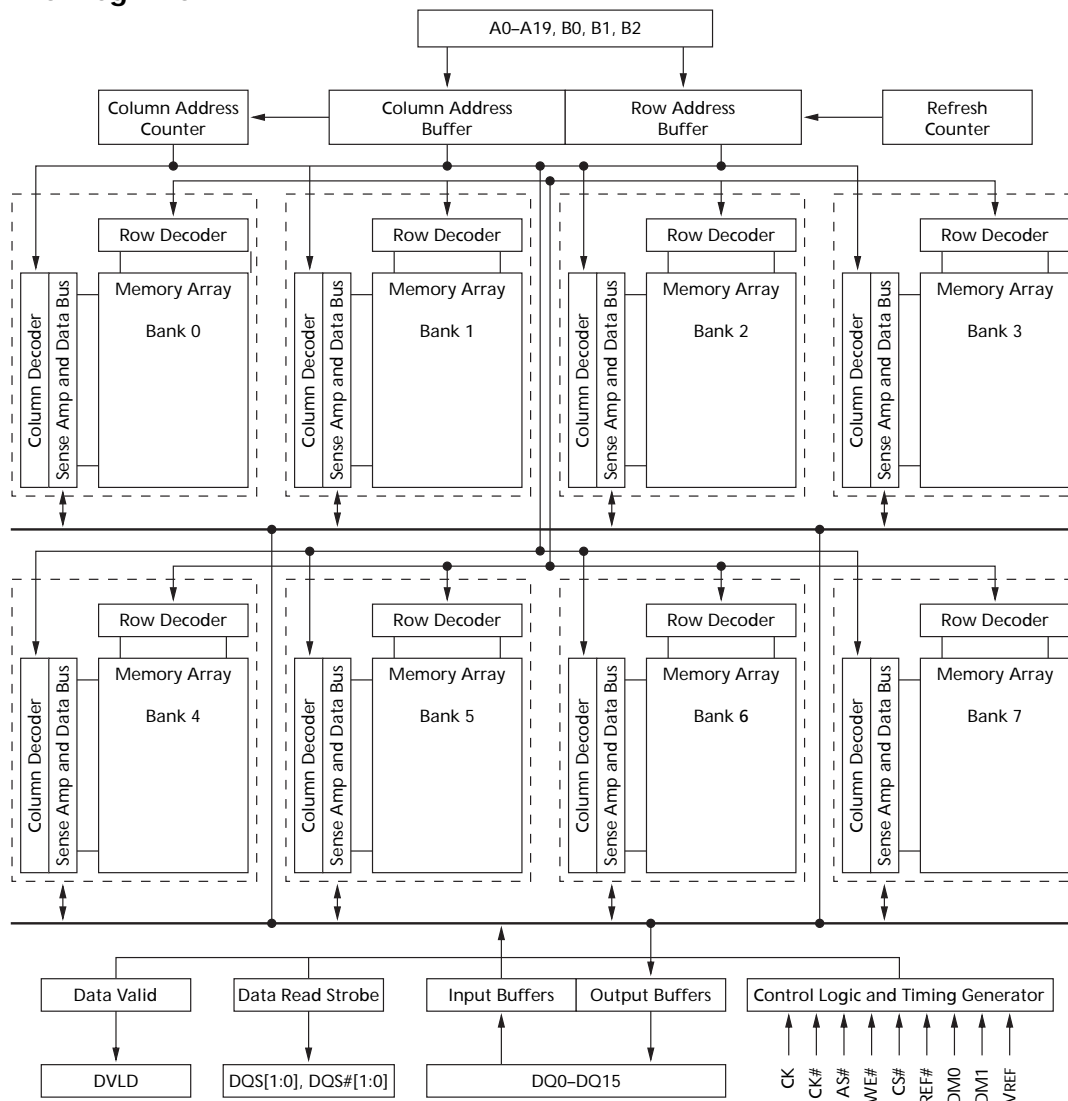 A0–A19, B0, B1, B2
Column Address
Counter
Column Address
Buffer
Row Address
Buffer
Refresh
Counter
Row Decoder
Row Decoder
Row Decoder
Row Decoder
Column Decoder
Sense Amp and Data Bus
Memory Array
Bank 0
Column Decoder
Sense Amp and Data Bus
Memory Array
Bank 1
Column Decoder
Sense Amp and Data Bus
Memory Array
Bank 2
Column Decoder
Sense Amp and Data Bus
Memory Array
Bank 3
Row Decoder
Row Decoder
Row Decoder
Row Decoder
Column Decoder
Sense Amp and Data Bus
Memory Array
Bank 4
Column Decoder
Sense Amp and Data Bus
Memory Array
Bank 5
Column Decoder
Sense Amp and Data Bus
Memory Array
Bank 6
Column Decoder
Sense Amp and Data Bus
Memory Array
Bank 7
Data Valid
Data Read Strobe
Input Buffers
Output Buffers
Control Logic and Timing Generator
DVLD
DQS[1:0], DQS#[1:0]
DQ0–DQ15
CK
CK#
AS#
WE#
CS#
REF#
DM0
DM1
VREF